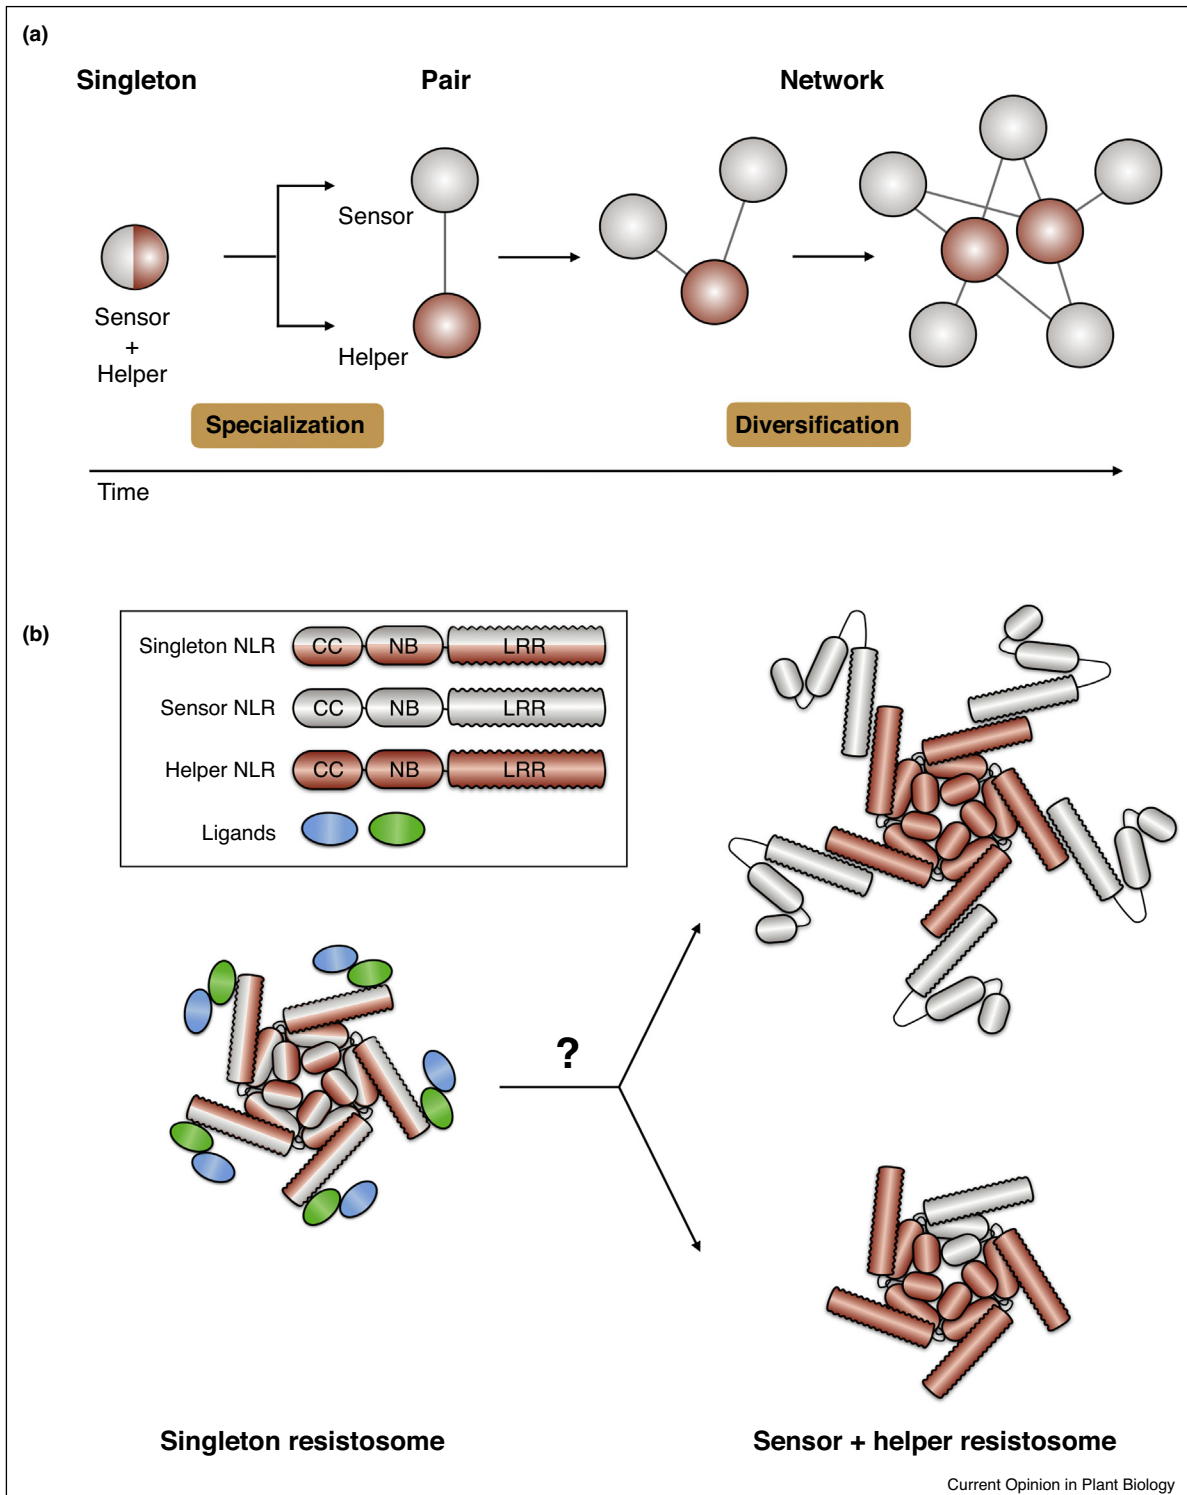 (a)
Singleton
Pair
Network
Sensor
Sensor
+
Helper
Helper
Specialization
Diversification
Time
(b)
Singleton NLR CC NB LRR
Sensor NLR CC NB LRR
Helper NLR CC NB LRR
Ligands
?
Singleton resistosome
Sensor + helper resistosome
Current Opinion in Plant Biology